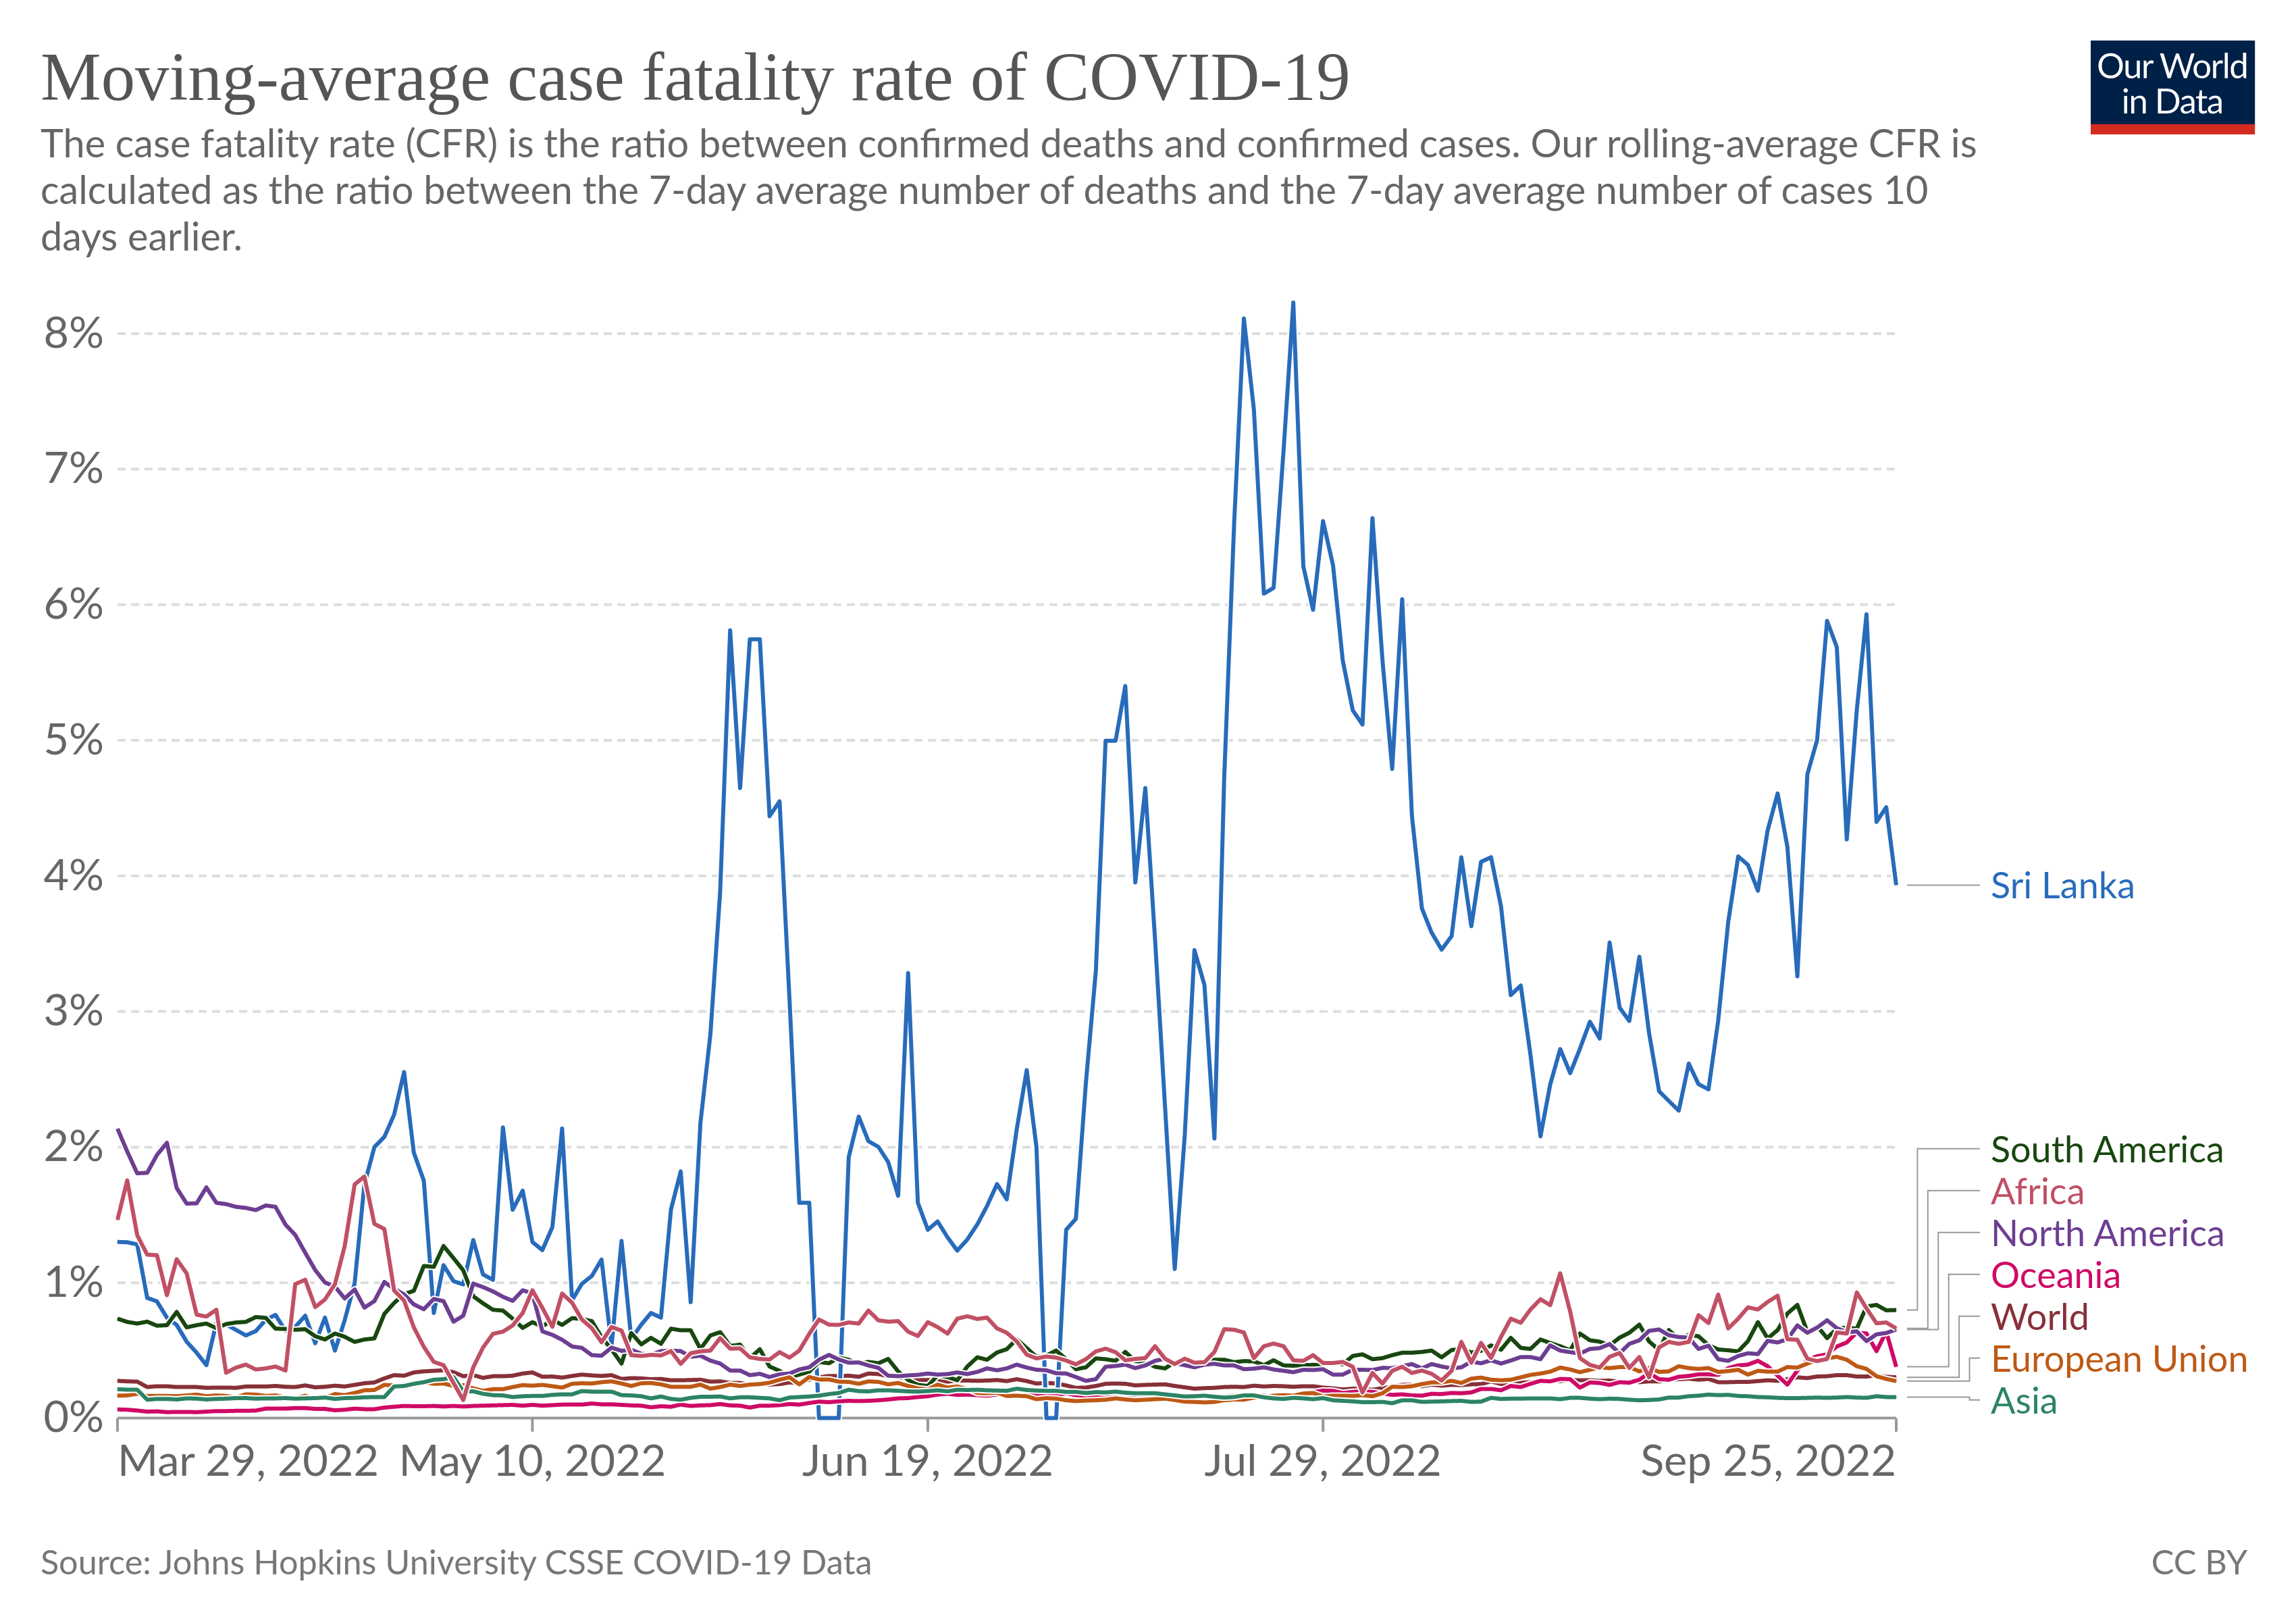 Moving-average case fatality rate of COVID-19
Our World
in Data
The case fatality rate (CFR) is the ratio between confirmed deaths and confirmed cases. Our rolling-average CFR is
calculated as the ratio between the 7-day average number of deaths and the 7-day average number of cases 10
days earlier.
8%
7%
6%
5%
4%
3%
2%
1%
0%
Sri Lanka
South America
Africa
North America
Oceania
World
European Union
Asia
Mar 29, 2022
May 10, 2022
Jun 19, 2022
Jul 29, 2022
Sep 25, 2022
Source: Johns Hopkins University CSSE COVID-19 Data
CC BY